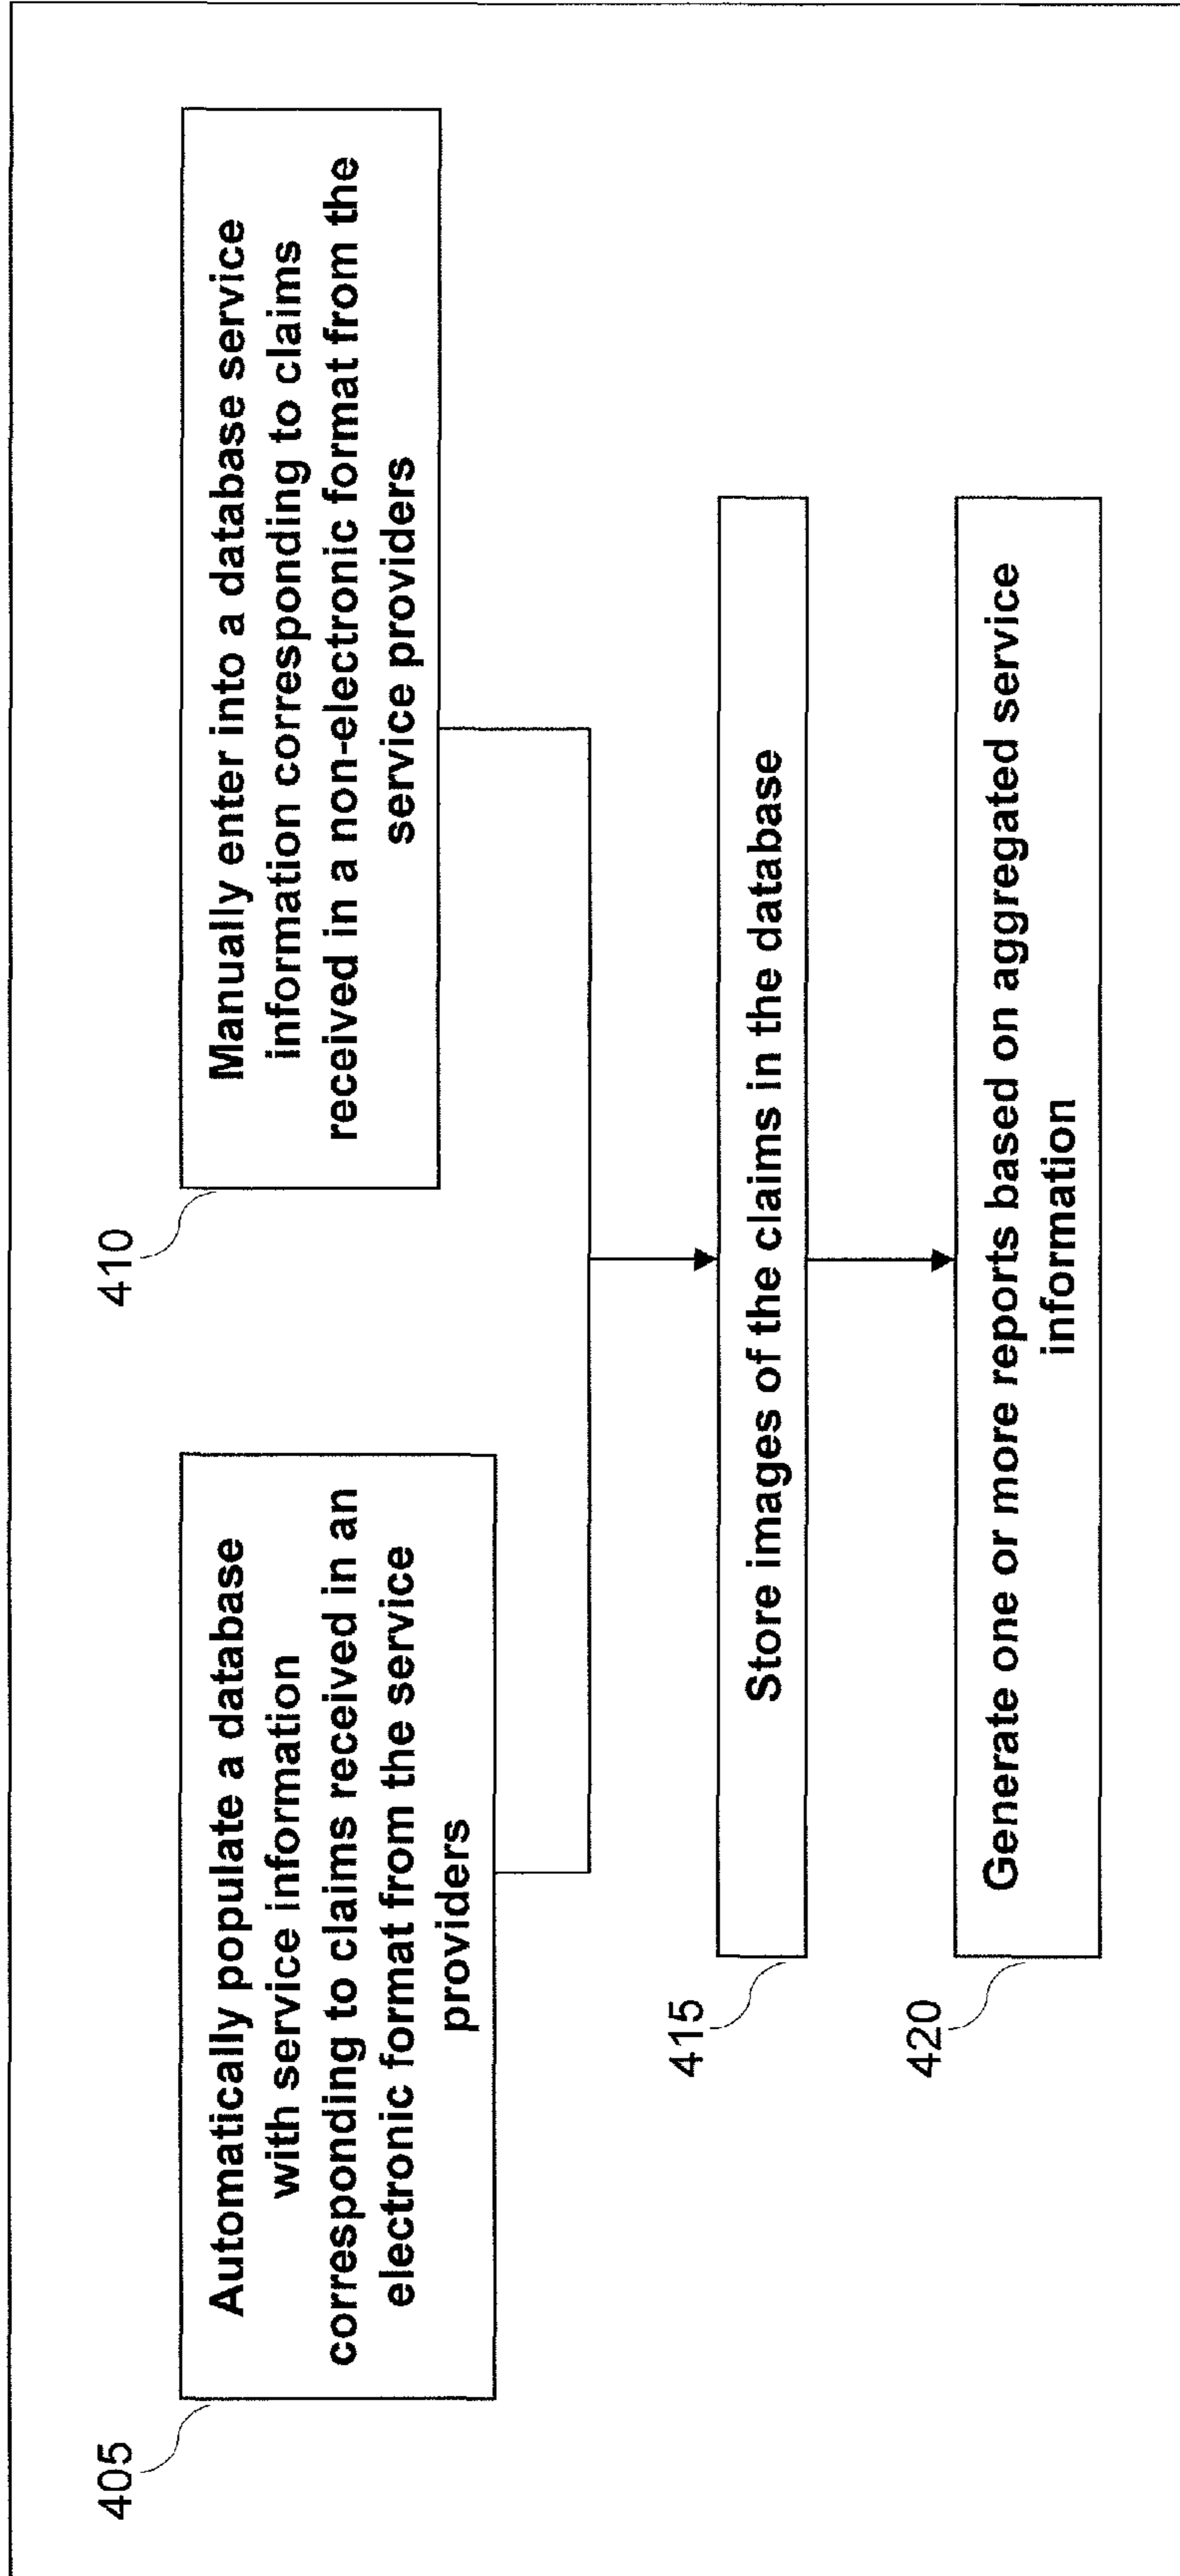 405
Automatically populate a database
with service information
corresponding to claims received in an
electronic format from the service
providers
410
Manually enter into a database service
information corresponding to claims
received in a non-electronic format from the
service providers
415
Store images of the claims in the database
420
Generate one or more reports based on aggregated service
information